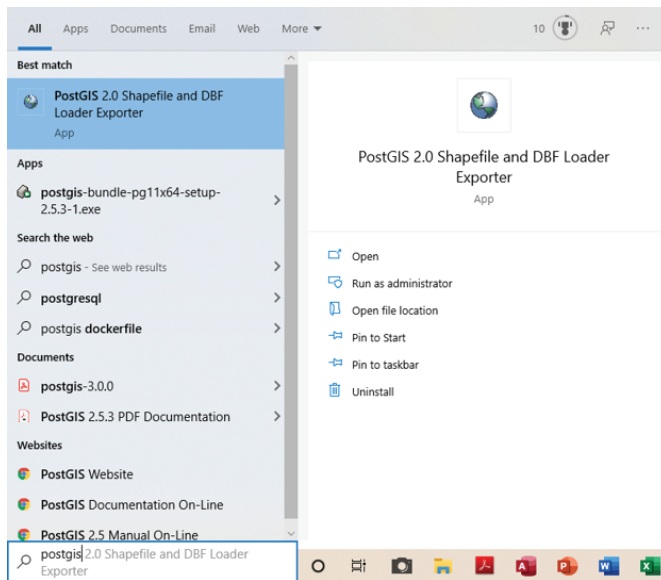 All Apps Documents Email Web More 10 ...
Best match
PostGIS 2.0 Shapefile and DBF
Loader Exporter
App
Apps
postgis-bundle-pg11x64-setup-
2.5.3-1.exe
Search the web
postgis - See web results
postgresql
postgis dockerfile
Documents
postgis-3.0.0
PostGIS 2.5.3 PDF Documentation
Websites
PostGIS Website
PostGIS Documentation On-Line
PostGIS 2.5 Manual On-Line
postgis 2.0 Shapefile and DBF Loader
Exporter
PostGIS 2.0 Shapefile and DBF Loader
Exporter
App
Open
Run as administrator
Open file location
Pin to Start
Pin to taskbar
Uninstall
A P W X